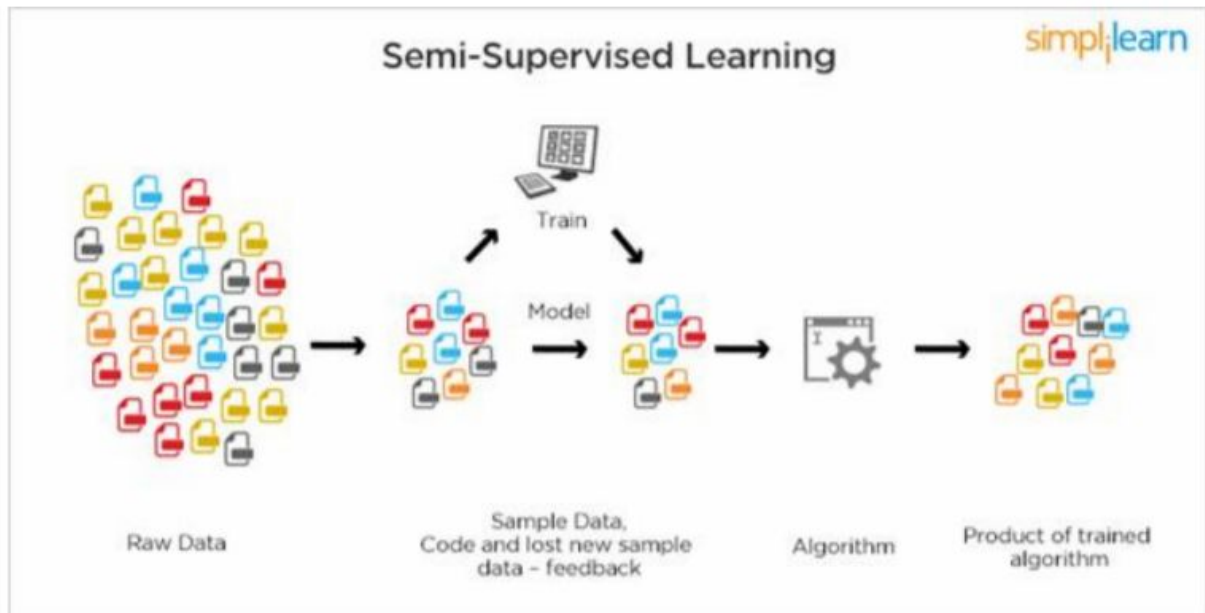 simplilearn
Semi-Supervised Learning
Train
Model
Raw Data
Sample Data,
Code and lost new sample
data – feedback
Algorithm
Product of trained
algorithm